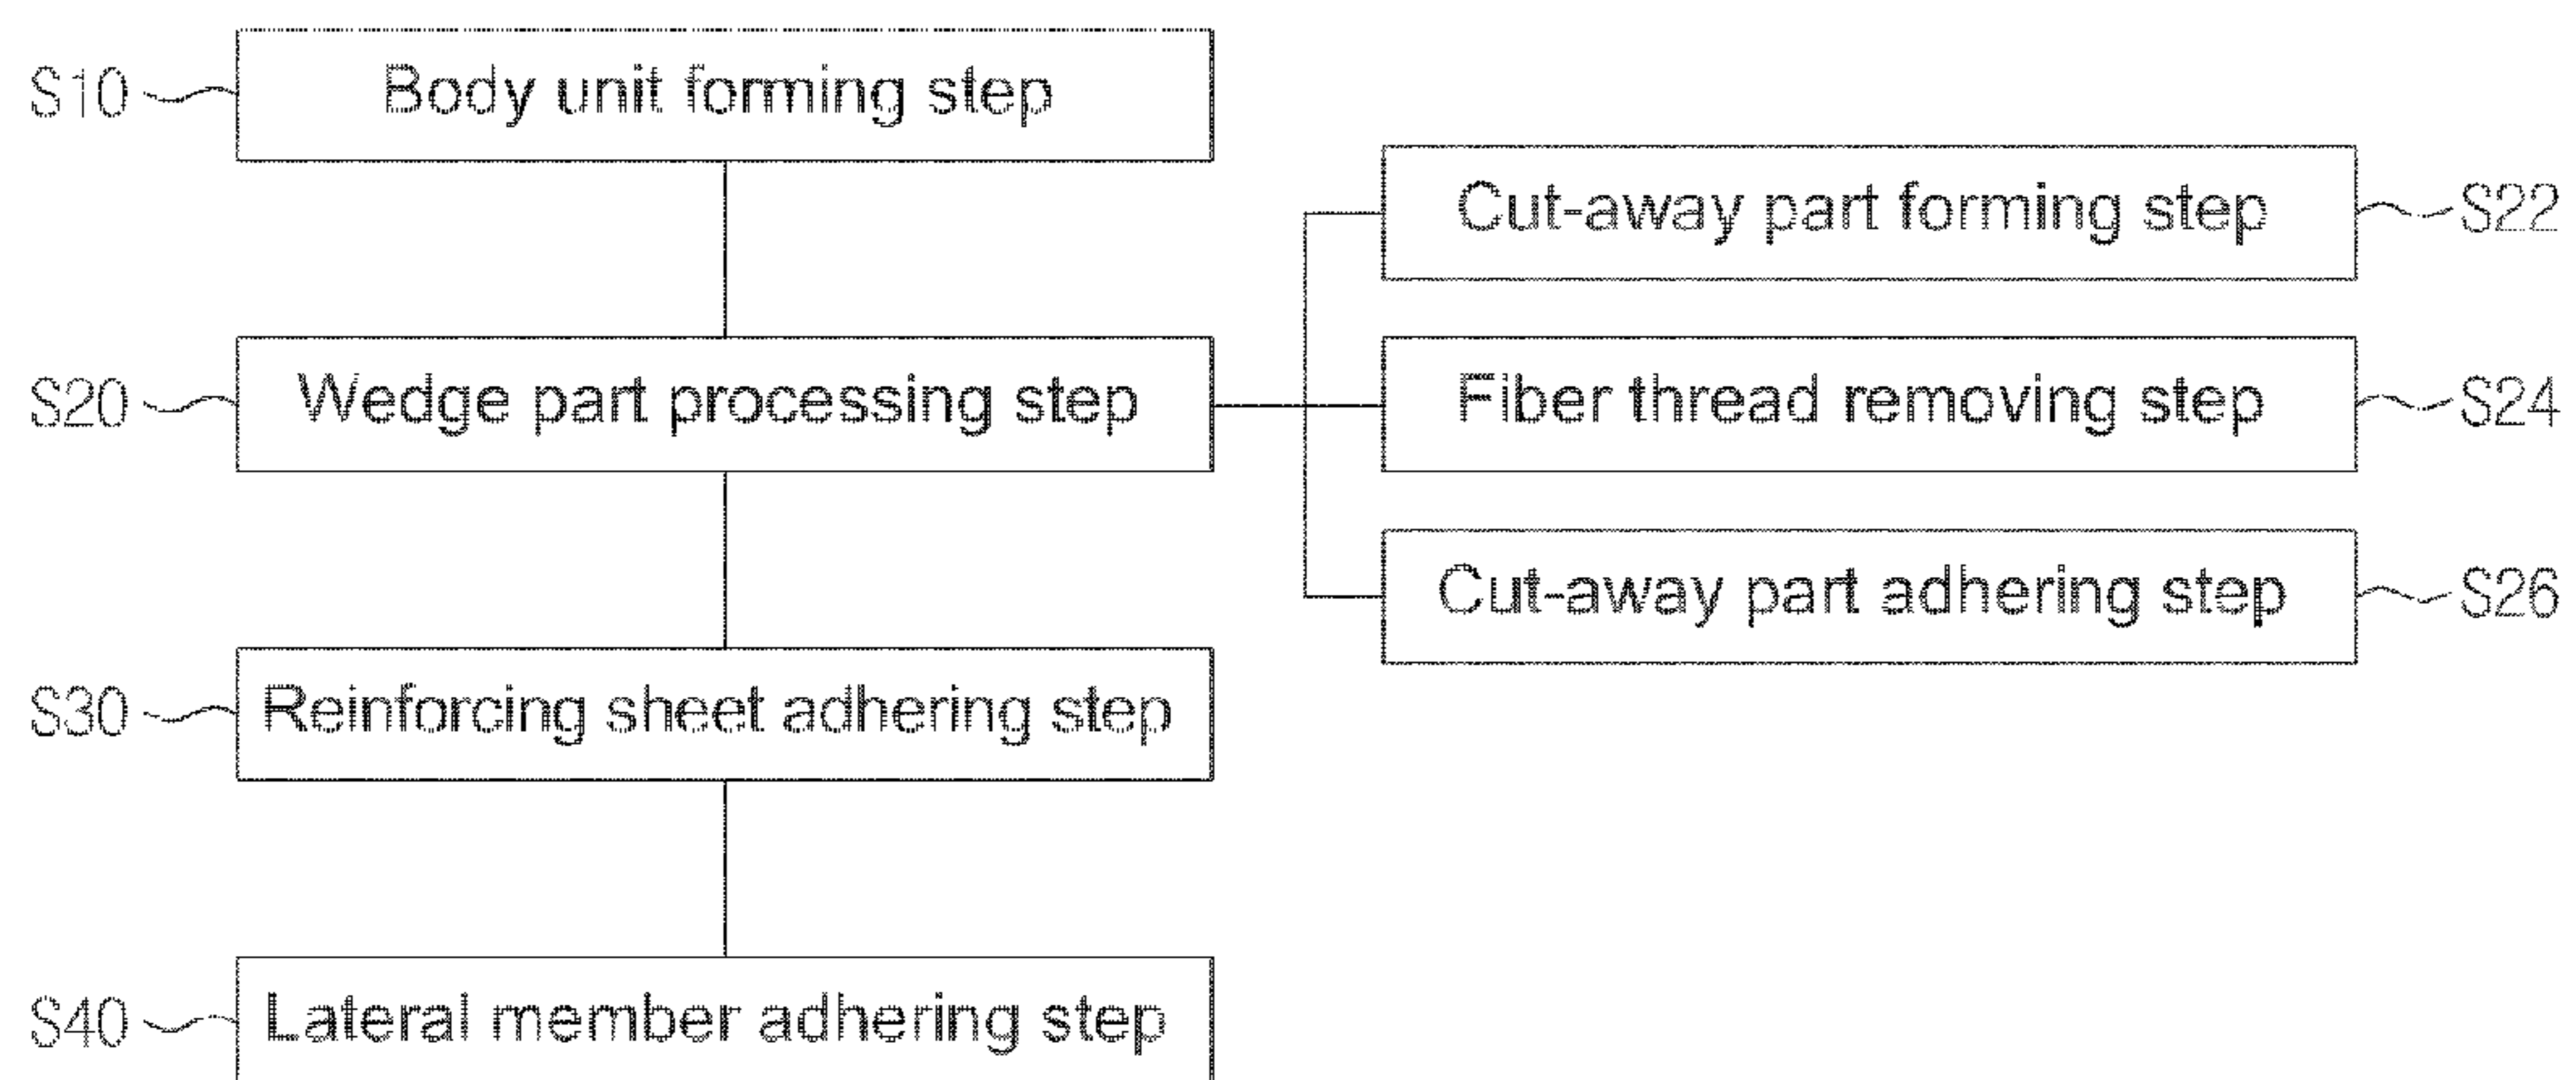 S10
Body unit forming step
Cut-away part forming step
S22
S20
Wedge part processing step
Fiber thread removing step
S24
Cut-away part adhering step
S26
S30
Reinforcing sheet adhering step
S40
Lateral member adhering step